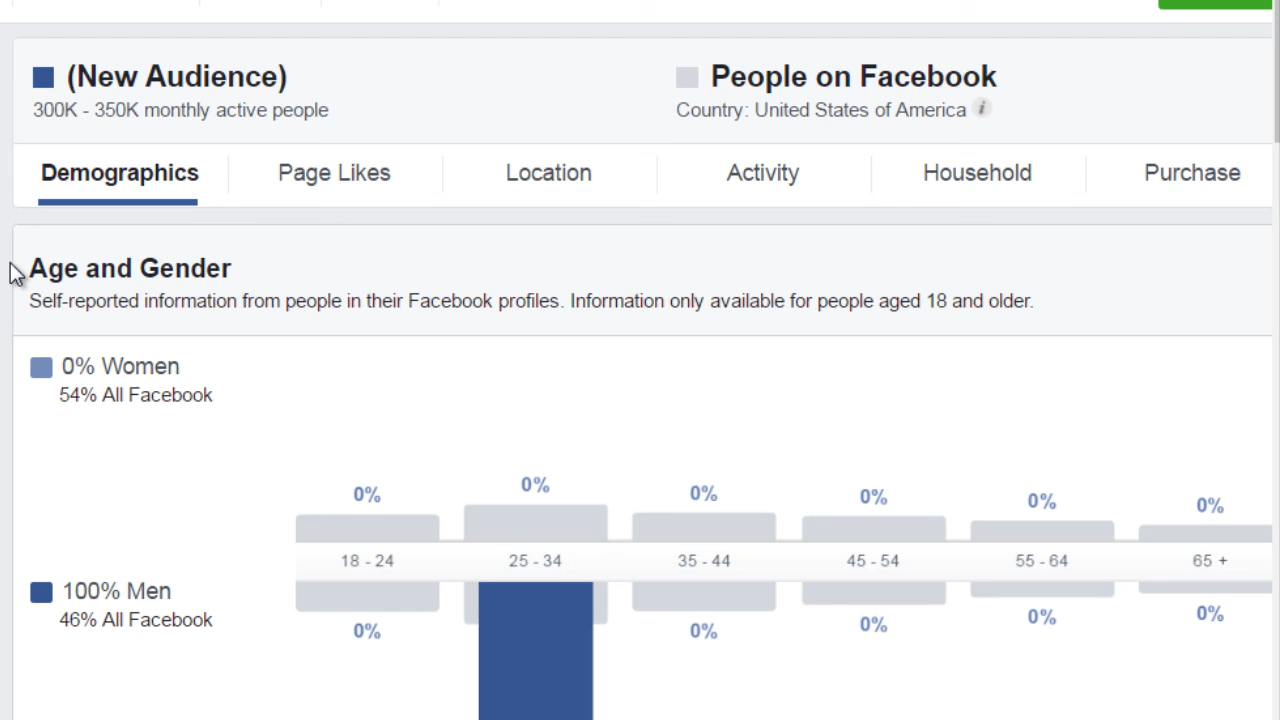 (New Audience)
300K - 350K monthly active people
People on Facebook
Country: United States of America i
Demographics
Page Likes
Location
Activity
Household
Purchase
Age and Gender
Self-reported information from people in their Facebook profiles. Information only available for people aged 18 and older.
0% Women
54% All Facebook
0% 0% 0% 0% 0% 0%
18 - 24 25 - 34 35 - 44 45 - 54 55 - 64 65 +
100% Men
46% All Facebook
0% 0% 0% 0% 0%